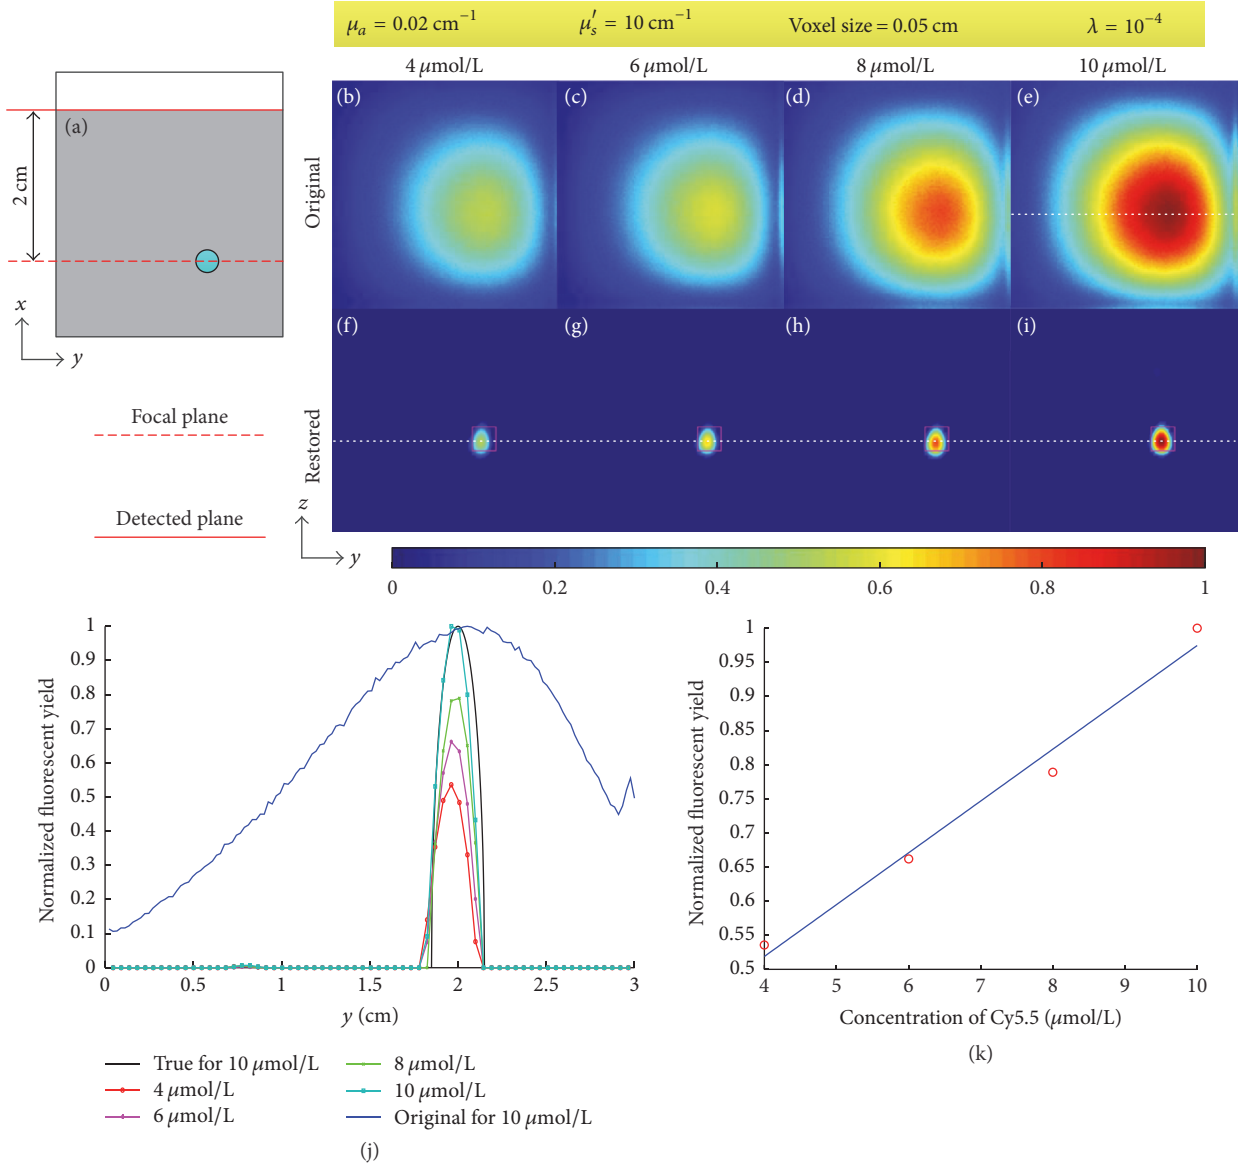 μₐ = 0.02 cm⁻¹ μₛ′ = 10 cm⁻¹ Voxel size = 0.05 cm λ = 10⁻⁴
4 μmol/L 6 μmol/L 8 μmol/L 10 μmol/L
(a)
2 cm
x
y
Focal plane
Detected plane
Original
(b) (c) (d) (e)
Restored
(f) (g) (h) (i)
z
y
0 0.2 0.4 0.6 0.8 1
Normalized fluorescent yield
1
0.9
0.8
0.7
0.6
0.5
0.4
0.3
0.2
0.1
0
0 0.5 1 1.5 2 2.5 3
y (cm)
True for 10 μmol/L
4 μmol/L
6 μmol/L
8 μmol/L
10 μmol/L
Original for 10 μmol/L
(j)
Normalized fluorescent yield
1
0.95
0.9
0.85
0.8
0.75
0.7
0.65
0.6
0.55
0.5
4 5 6 7 8 9 10
Concentration of Cy5.5 (μmol/L)
(k)